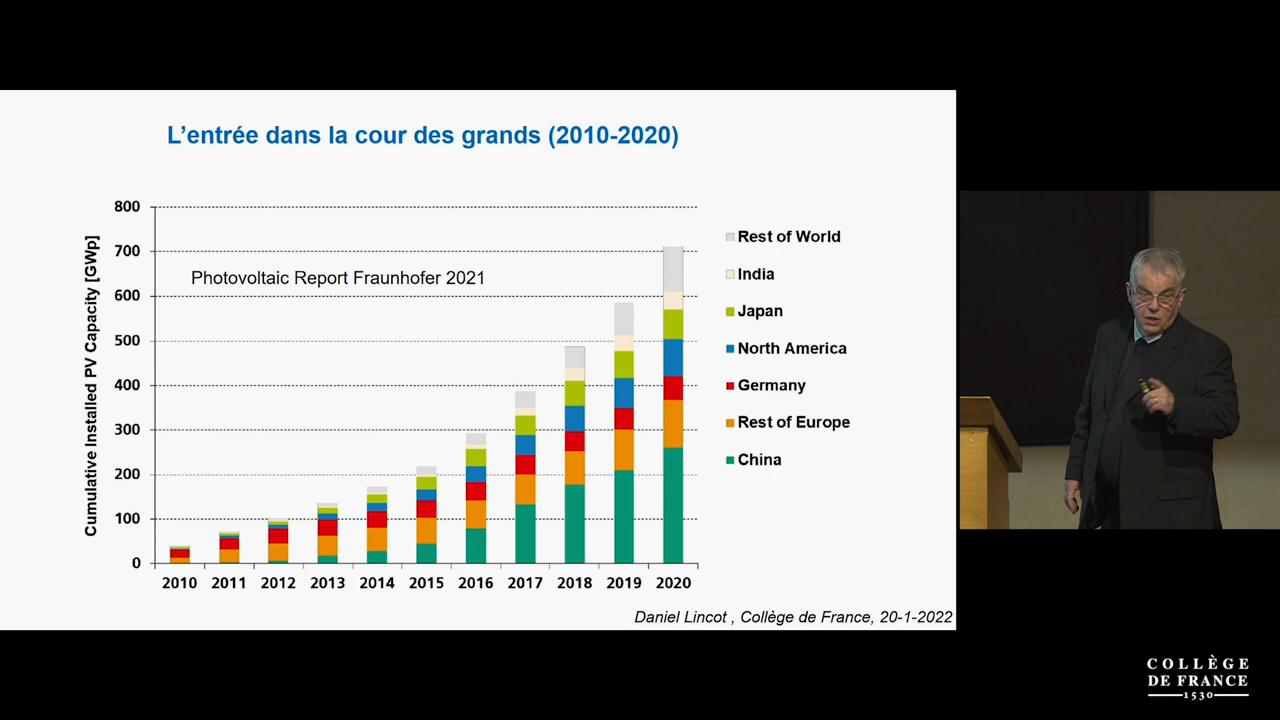 L'entrée dans la cour des grands (2010-2020)
Cumulative Installed PV Capacity [GWp]
800
700
600
500
400
300
200
100
0
Photovoltaic Report Fraunhofer 2021
2010 2011 2012 2013 2014 2015 2016 2017 2018 2019 2020
Rest of World
India
Japan
North America
Germany
Rest of Europe
China
Daniel Lincot , Collège de France, 20-1-2022
COLLÈGE
DE FRANCE
1530